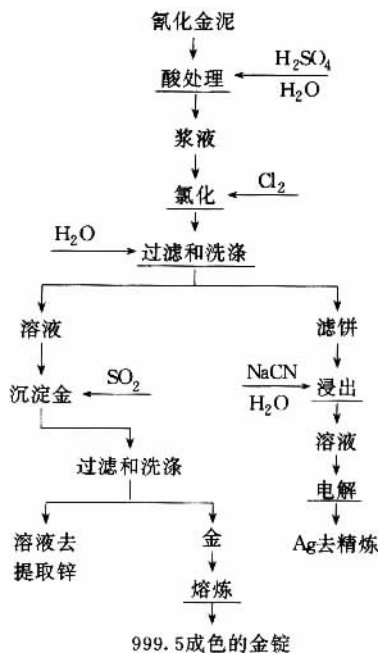 氰化金泥
酸处理
H₂SO₄
H₂O
浆液
氯化
Cl₂
H₂O
过滤和洗涤
溶液
滤饼
沉淀金
SO₂
NaCN
H₂O
浸出
溶液
过滤和洗涤
电解
溶液去
提取锌
金
Ag去精炼
熔炼
999.5成色的金锭